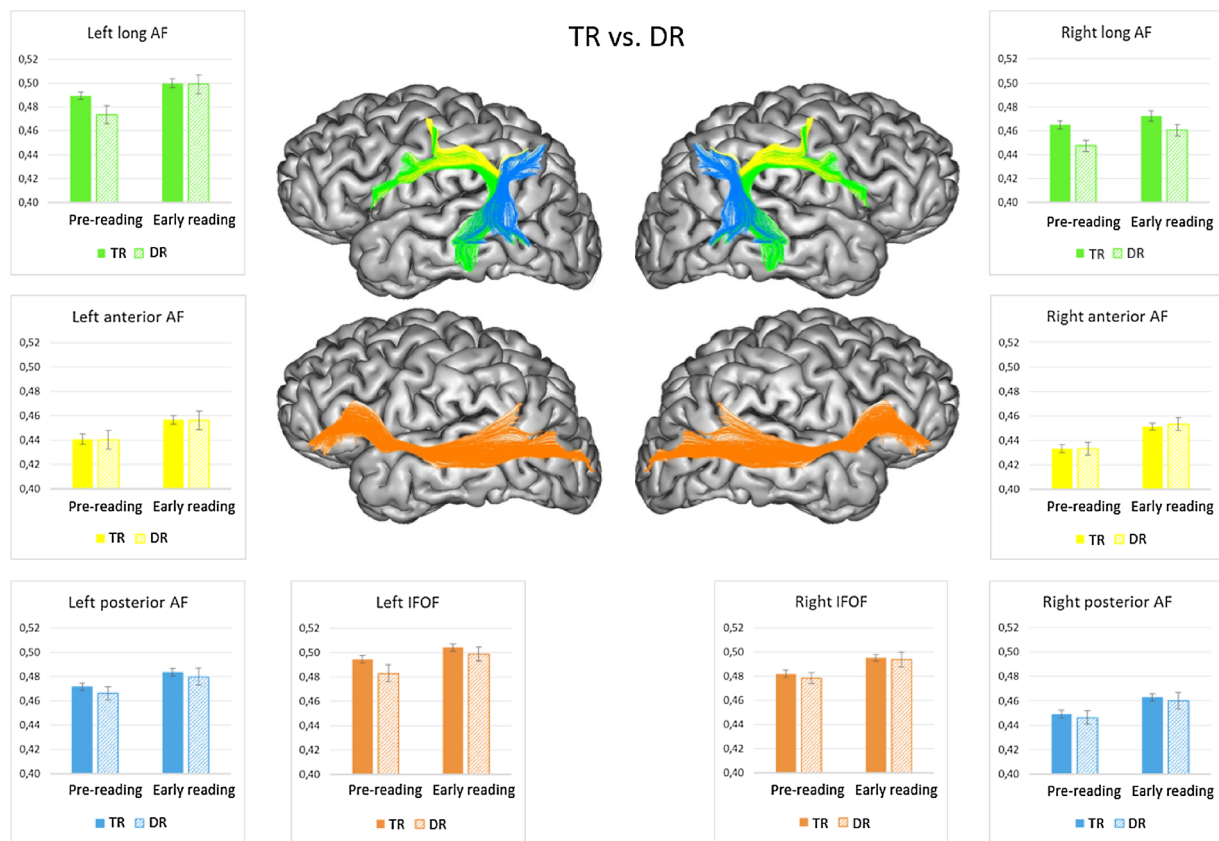 TR vs. DR
Left long AF
0,52
0,50
0,48
0,46
0,44
0,42
0,40
Pre-reading Early reading
TR DR
Right long AF
0,52
0,50
0,48
0,46
0,44
0,42
0,40
Pre-reading Early reading
TR DR
Left anterior AF
0,52
0,50
0,48
0,46
0,44
0,42
0,40
Pre-reading Early reading
TR DR
Right anterior AF
0,52
0,50
0,48
0,46
0,44
0,42
0,40
Pre-reading Early reading
TR DR
Left posterior AF
0,52
0,50
0,48
0,46
0,44
0,42
0,40
Pre-reading Early reading
TR DR
Left IFOF
0,52
0,50
0,48
0,46
0,44
0,42
0,40
Pre-reading Early reading
TR DR
Right IFOF
0,52
0,50
0,48
0,46
0,44
0,42
0,40
Pre-reading Early reading
TR DR
Right posterior AF
0,52
0,50
0,48
0,46
0,44
0,42
0,40
Pre-reading Early reading
TR DR